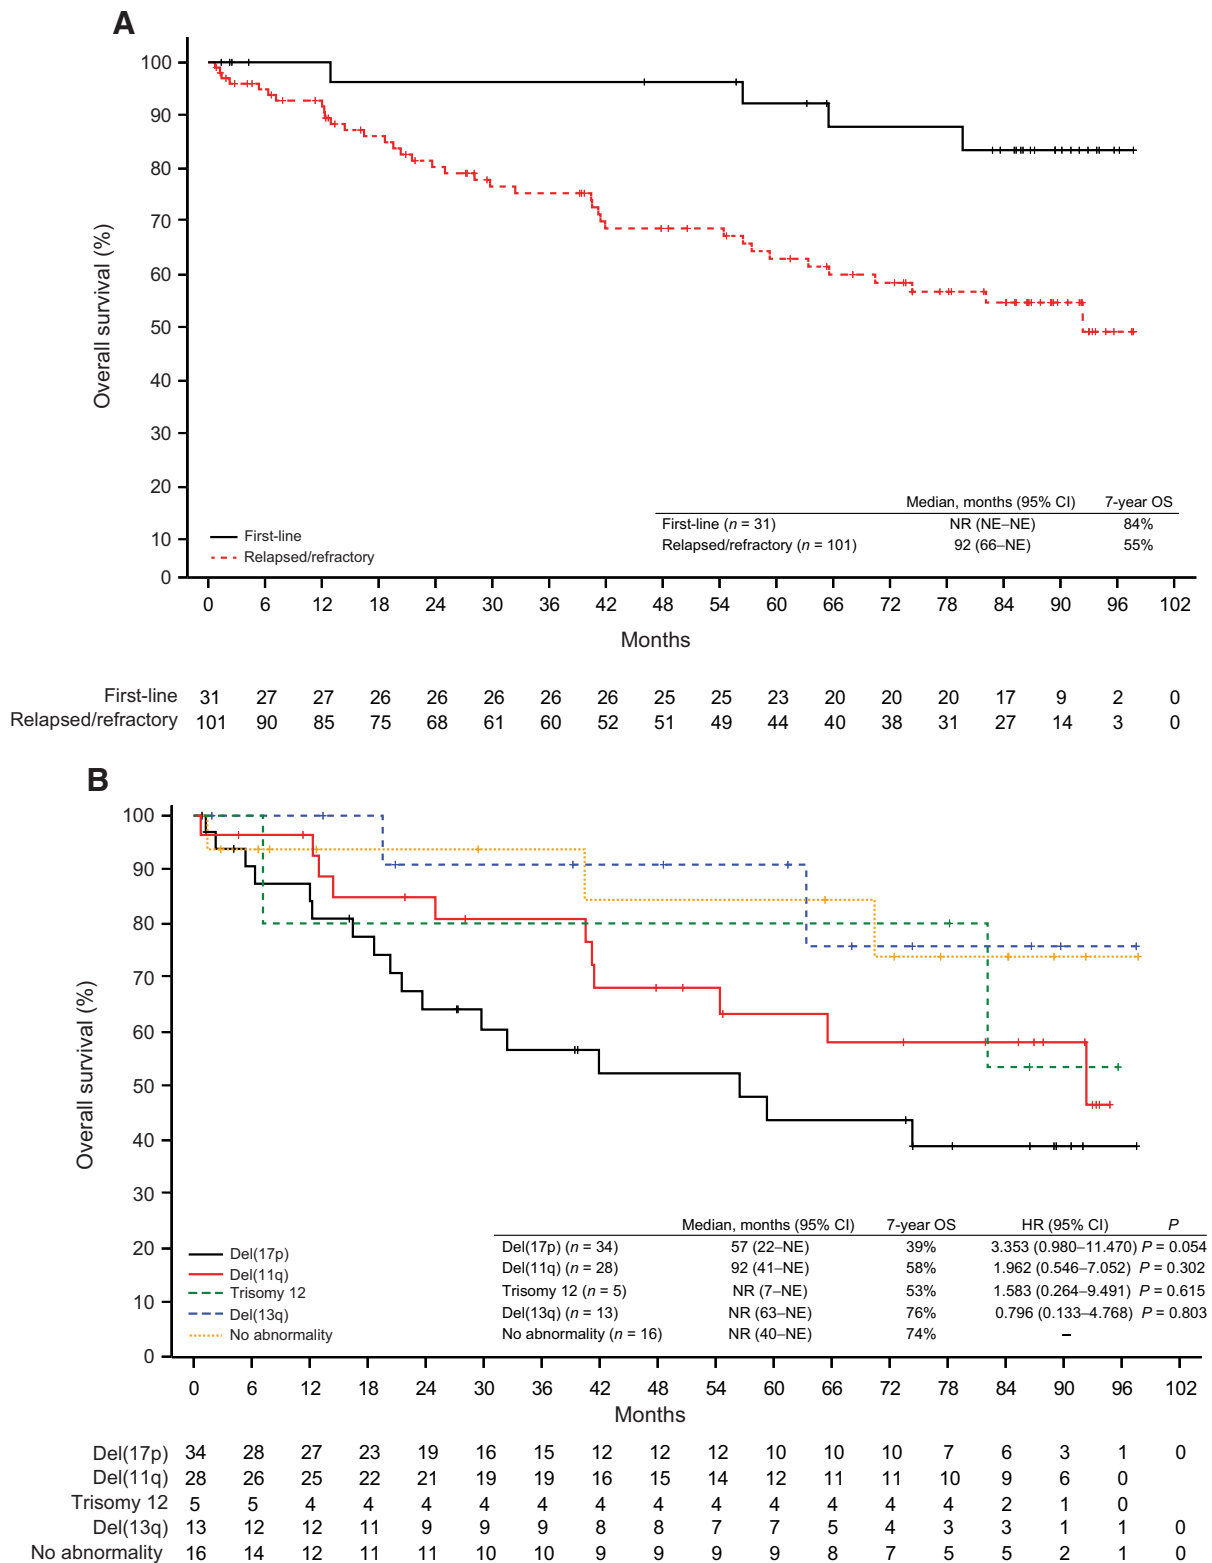 A
100
90
80
70
60
50
40
30
20
10
0
Overall survival (%)
Median, months (95% CI) 7-year OS
First-line (n = 31) NR (NE–NE) 84%
Relapsed/refractory (n = 101) 92 (66–NE) 55%
First-line
Relapsed/refractory
0 6 12 18 24 30 36 42 48 54 60 66 72 78 84 90 96 102
Months
First-line 31 27 27 26 26 26 26 26 25 25 23 20 20 20 17 9 2 0
Relapsed/refractory 101 90 85 75 68 61 60 52 51 49 44 40 38 31 27 14 3 0
B
100
90
80
70
60
50
40
30
20
10
0
Overall survival (%)
Median, months (95% CI) 7-year OS HR (95% CI) P
Del(17p) (n = 34) 57 (22–NE) 39% 3.353 (0.980–11.470) P = 0.054
Del(11q) (n = 28) 92 (41–NE) 58% 1.962 (0.546–7.052) P = 0.302
Trisomy 12 (n = 5) NR (7–NE) 53% 1.583 (0.264–9.491) P = 0.615
Del(13q) (n = 13) NR (63–NE) 76% 0.796 (0.133–4.768) P = 0.803
No abnormality (n = 16) NR (40–NE) 74% –
Del(17p)
Del(11q)
Trisomy 12
Del(13q)
No abnormality
0 6 12 18 24 30 36 42 48 54 60 66 72 78 84 90 96 102
Months
Del(17p) 34 28 27 23 19 16 15 12 12 12 10 10 10 7 6 3 1 0
Del(11q) 28 26 25 22 21 19 19 16 15 14 12 11 11 10 9 6 0
Trisomy 12 5 5 4 4 4 4 4 4 4 4 4 4 4 4 2 1 0
Del(13q) 13 12 12 11 9 9 9 8 8 7 7 5 4 3 3 1 1 0
No abnormality 16 14 12 11 11 10 10 9 9 9 9 8 7 5 5 2 1 0